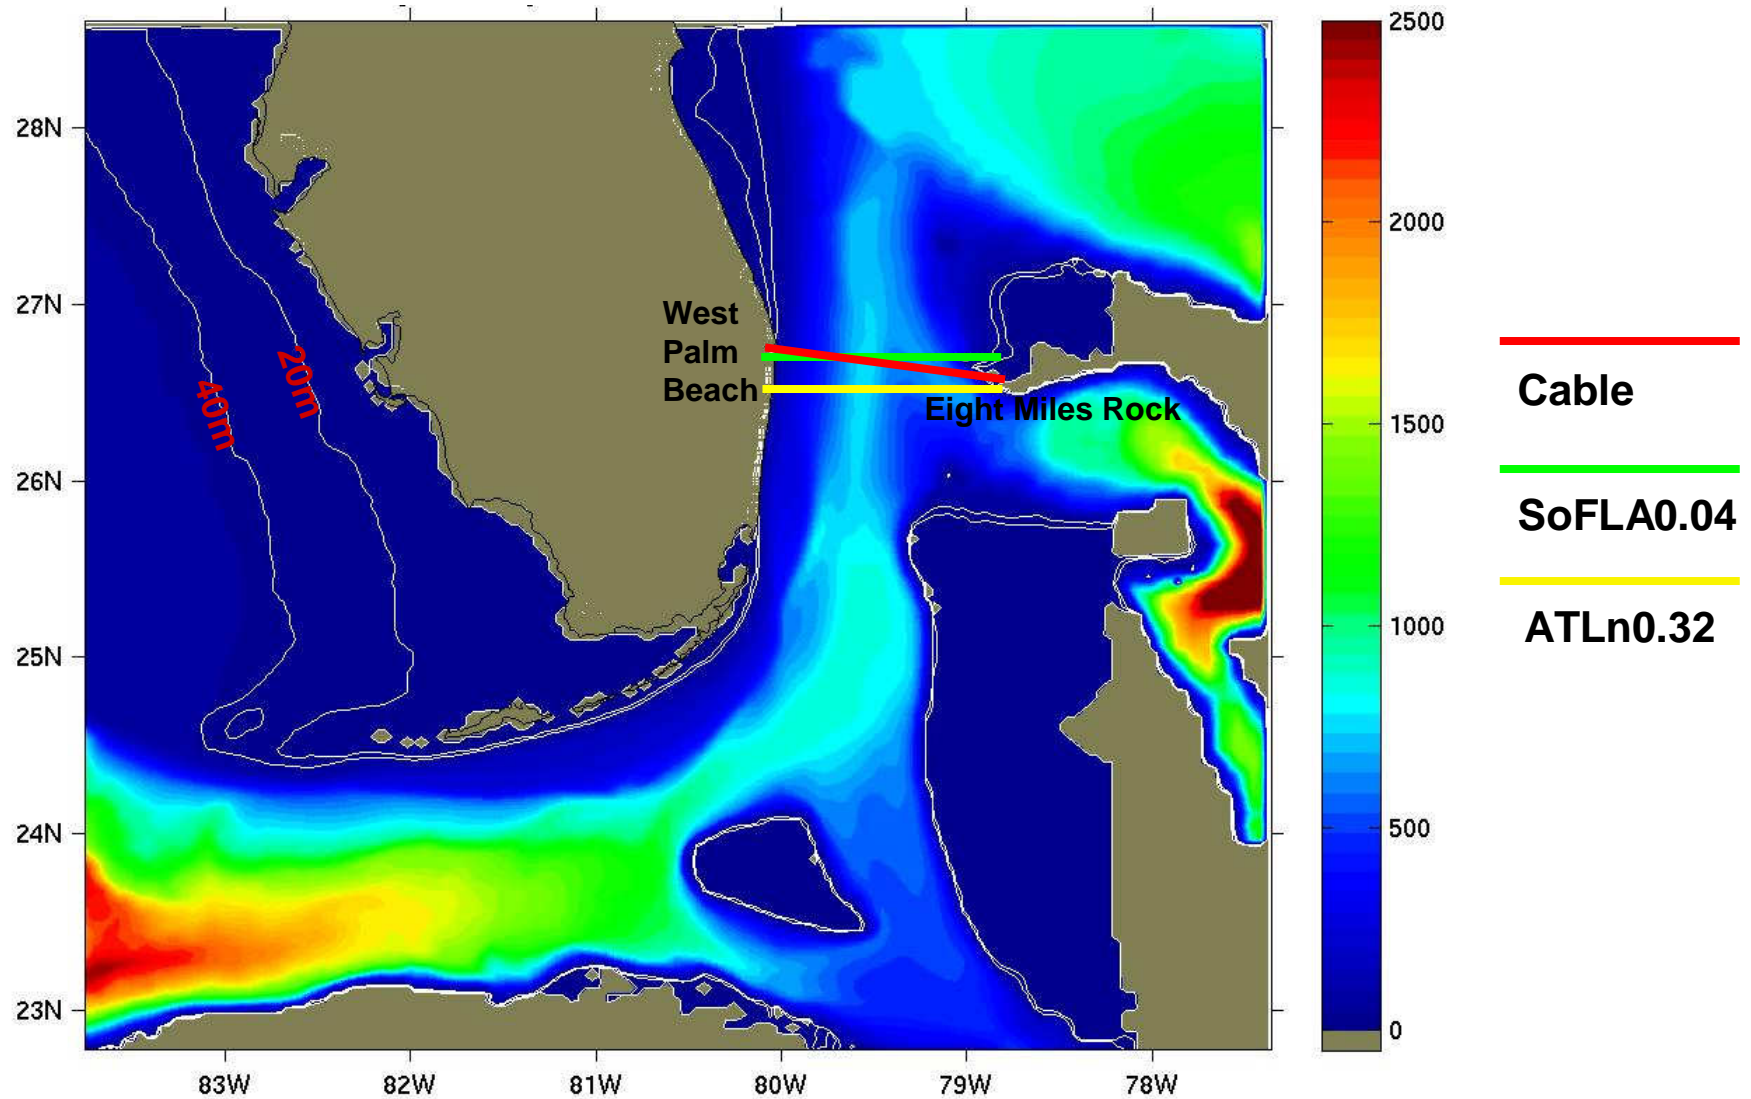 28N
27N
26N
25N
24N
23N
83W
82W
81W
80W
79W
78W
40m
20m
West
Palm
Beach
Eight Miles Rock
2500
2000
1500
1000
500
0
Cable
SoFLA0.04
ATLn0.32